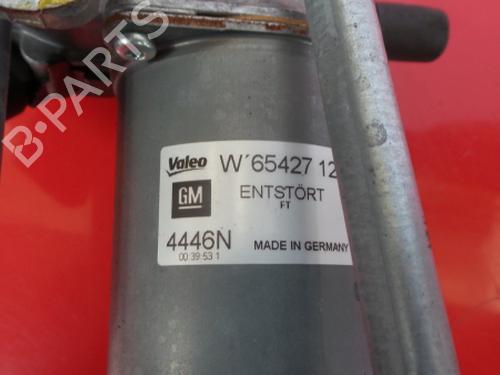 B-PARTS
Valeo W´65427 12
GM ENTSTÖRT
FT
4446N MADE IN GERMANY
00 39 53 1